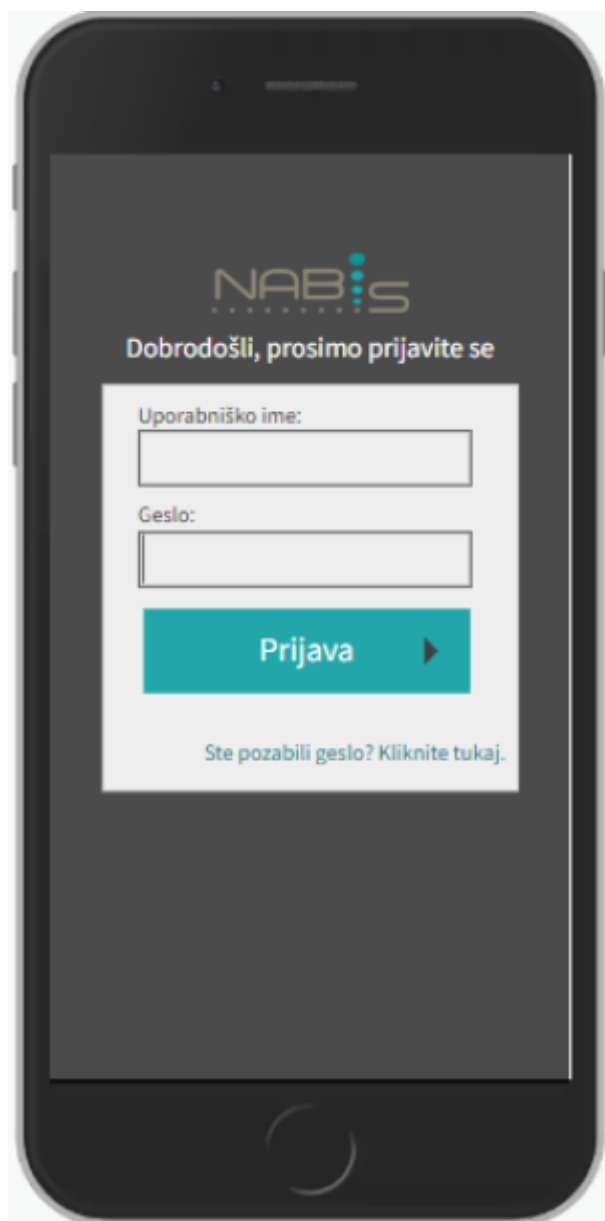 NABiS
Dobrodošli, prosimo prijavite se
Uporabniško ime:
Geslo:
Prijava
Ste pozabili geslo? Kliknite tukaj.